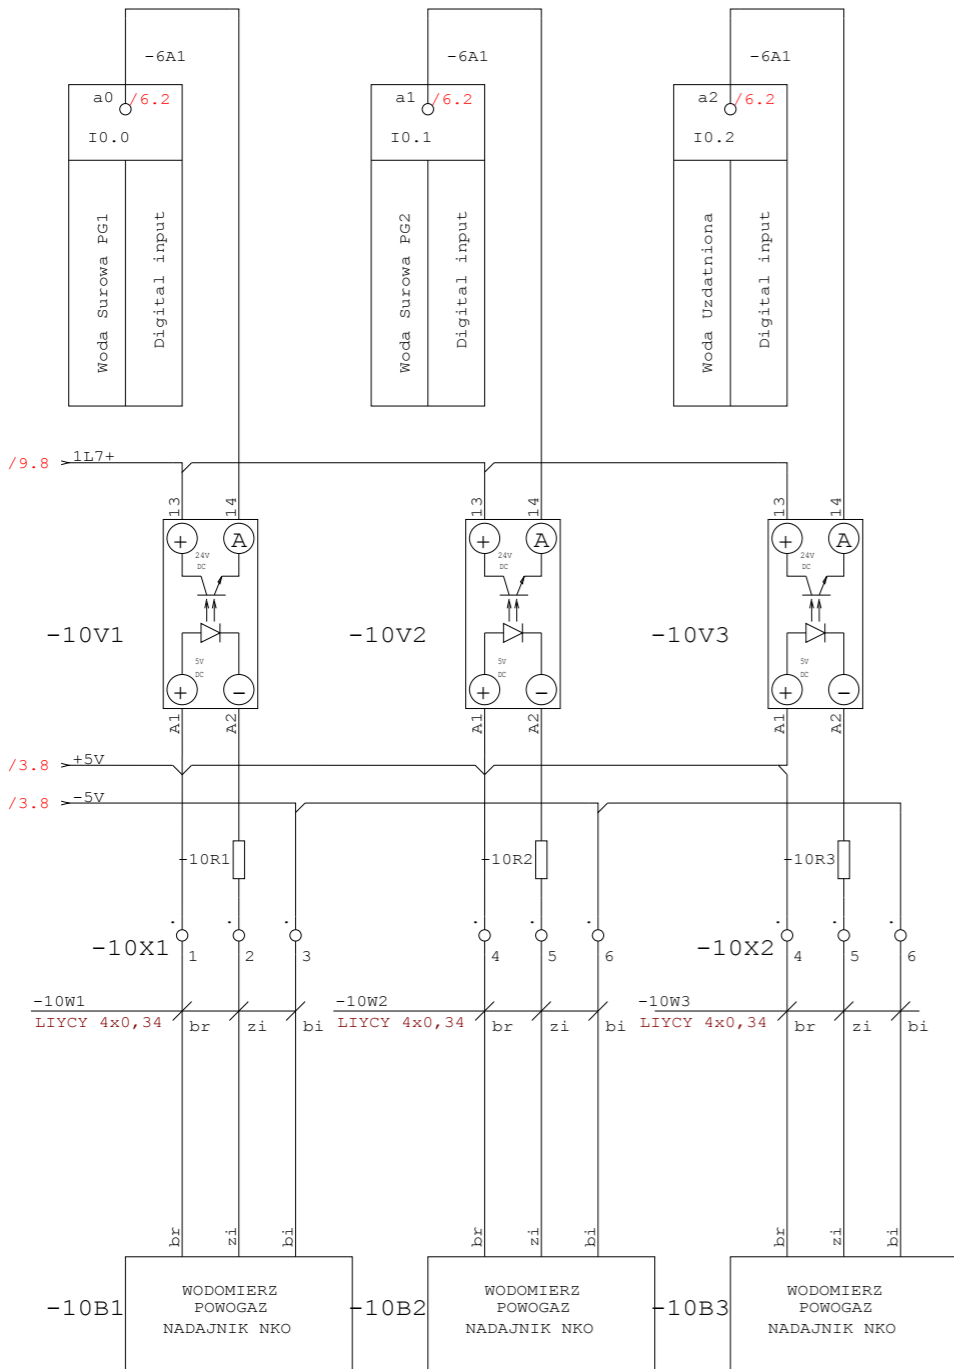 -6A1 -6A1 -6A1
a0 /6.2 a1 /6.2 a2 /6.2
I0.0 I0.1 I0.2
Woda Surowa PG1
Digital input
Woda Surowa PG2
Digital input
Woda Uzdatniona
Digital input
/9.8 1L7+
13 14 13 14 13 14
+ A + A + A
24V 24V 24V
DC DC DC
-10V1 -10V2 -10V3
5V 5V 5V
DC DC DC
+ - + - + -
A1 A2 A1 A2 A1 A2
/3.8 +5V
/3.8 -5V
-10R1 -10R2 -10R3
-10X1 -10X2
1 2 3 4 5 6 4 5 6
-10W1 -10W2 -10W3
LIYCY 4x0,34 br zi bi LIYCY 4x0,34 br zi bi LIYCY 4x0,34 br zi bi
br zi bi br zi bi br zi bi
-10B1
WODOMIERZ
POWOGAZ
NADAJNIK NKO
-10B2
WODOMIERZ
POWOGAZ
NADAJNIK NKO
-10B3
WODOMIERZ
POWOGAZ
NADAJNIK NKO